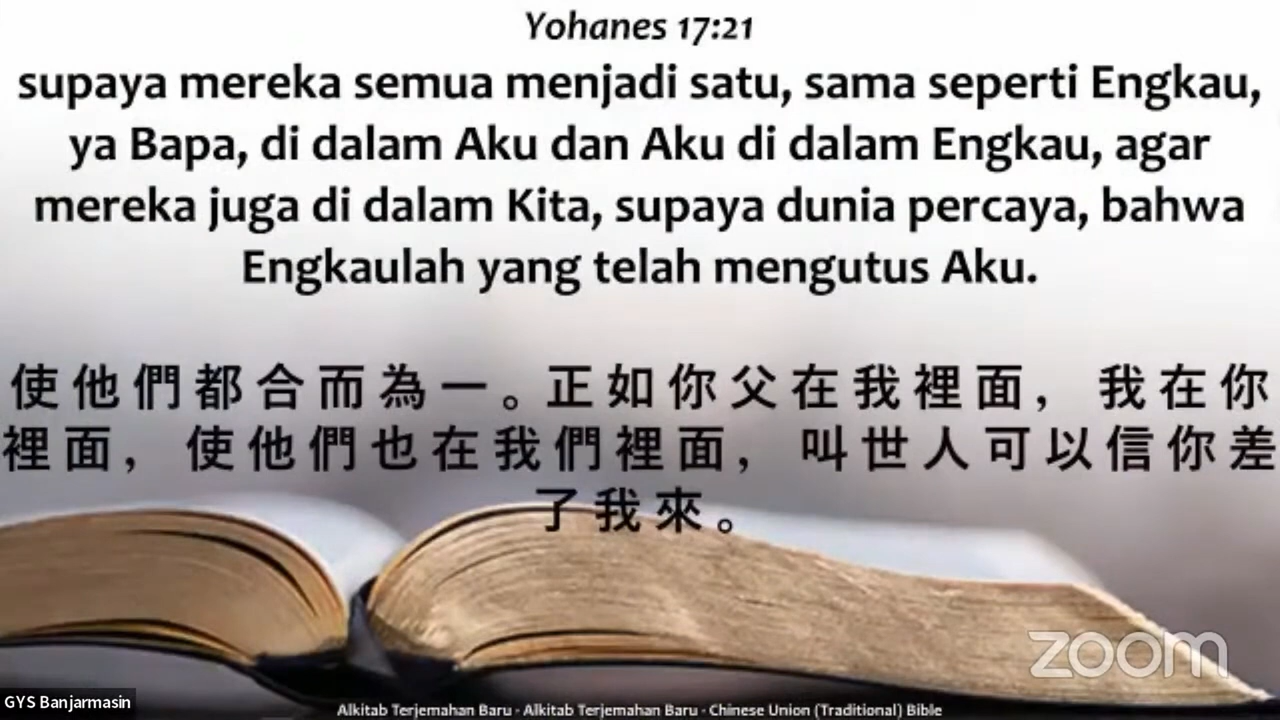 Yohanes 17:21
supaya mereka semua menjadi satu, sama seperti Engkau,
ya Bapa, di dalam Aku dan Aku di dalam Engkau, agar
mereka juga di dalam Kita, supaya dunia percaya, bahwa
Engkaulah yang telah mengutus Aku.
使他們都合而為一。正如你父在我裡面，我在你
裡面，使他們也在我們裡面，叫世人可以信你差
了我來。
zoom
GYS Banjarmasin
Alkitab Terjemahan Baru - Alkitab Terjemahan Baru - Chinese Union (Traditional) Bible